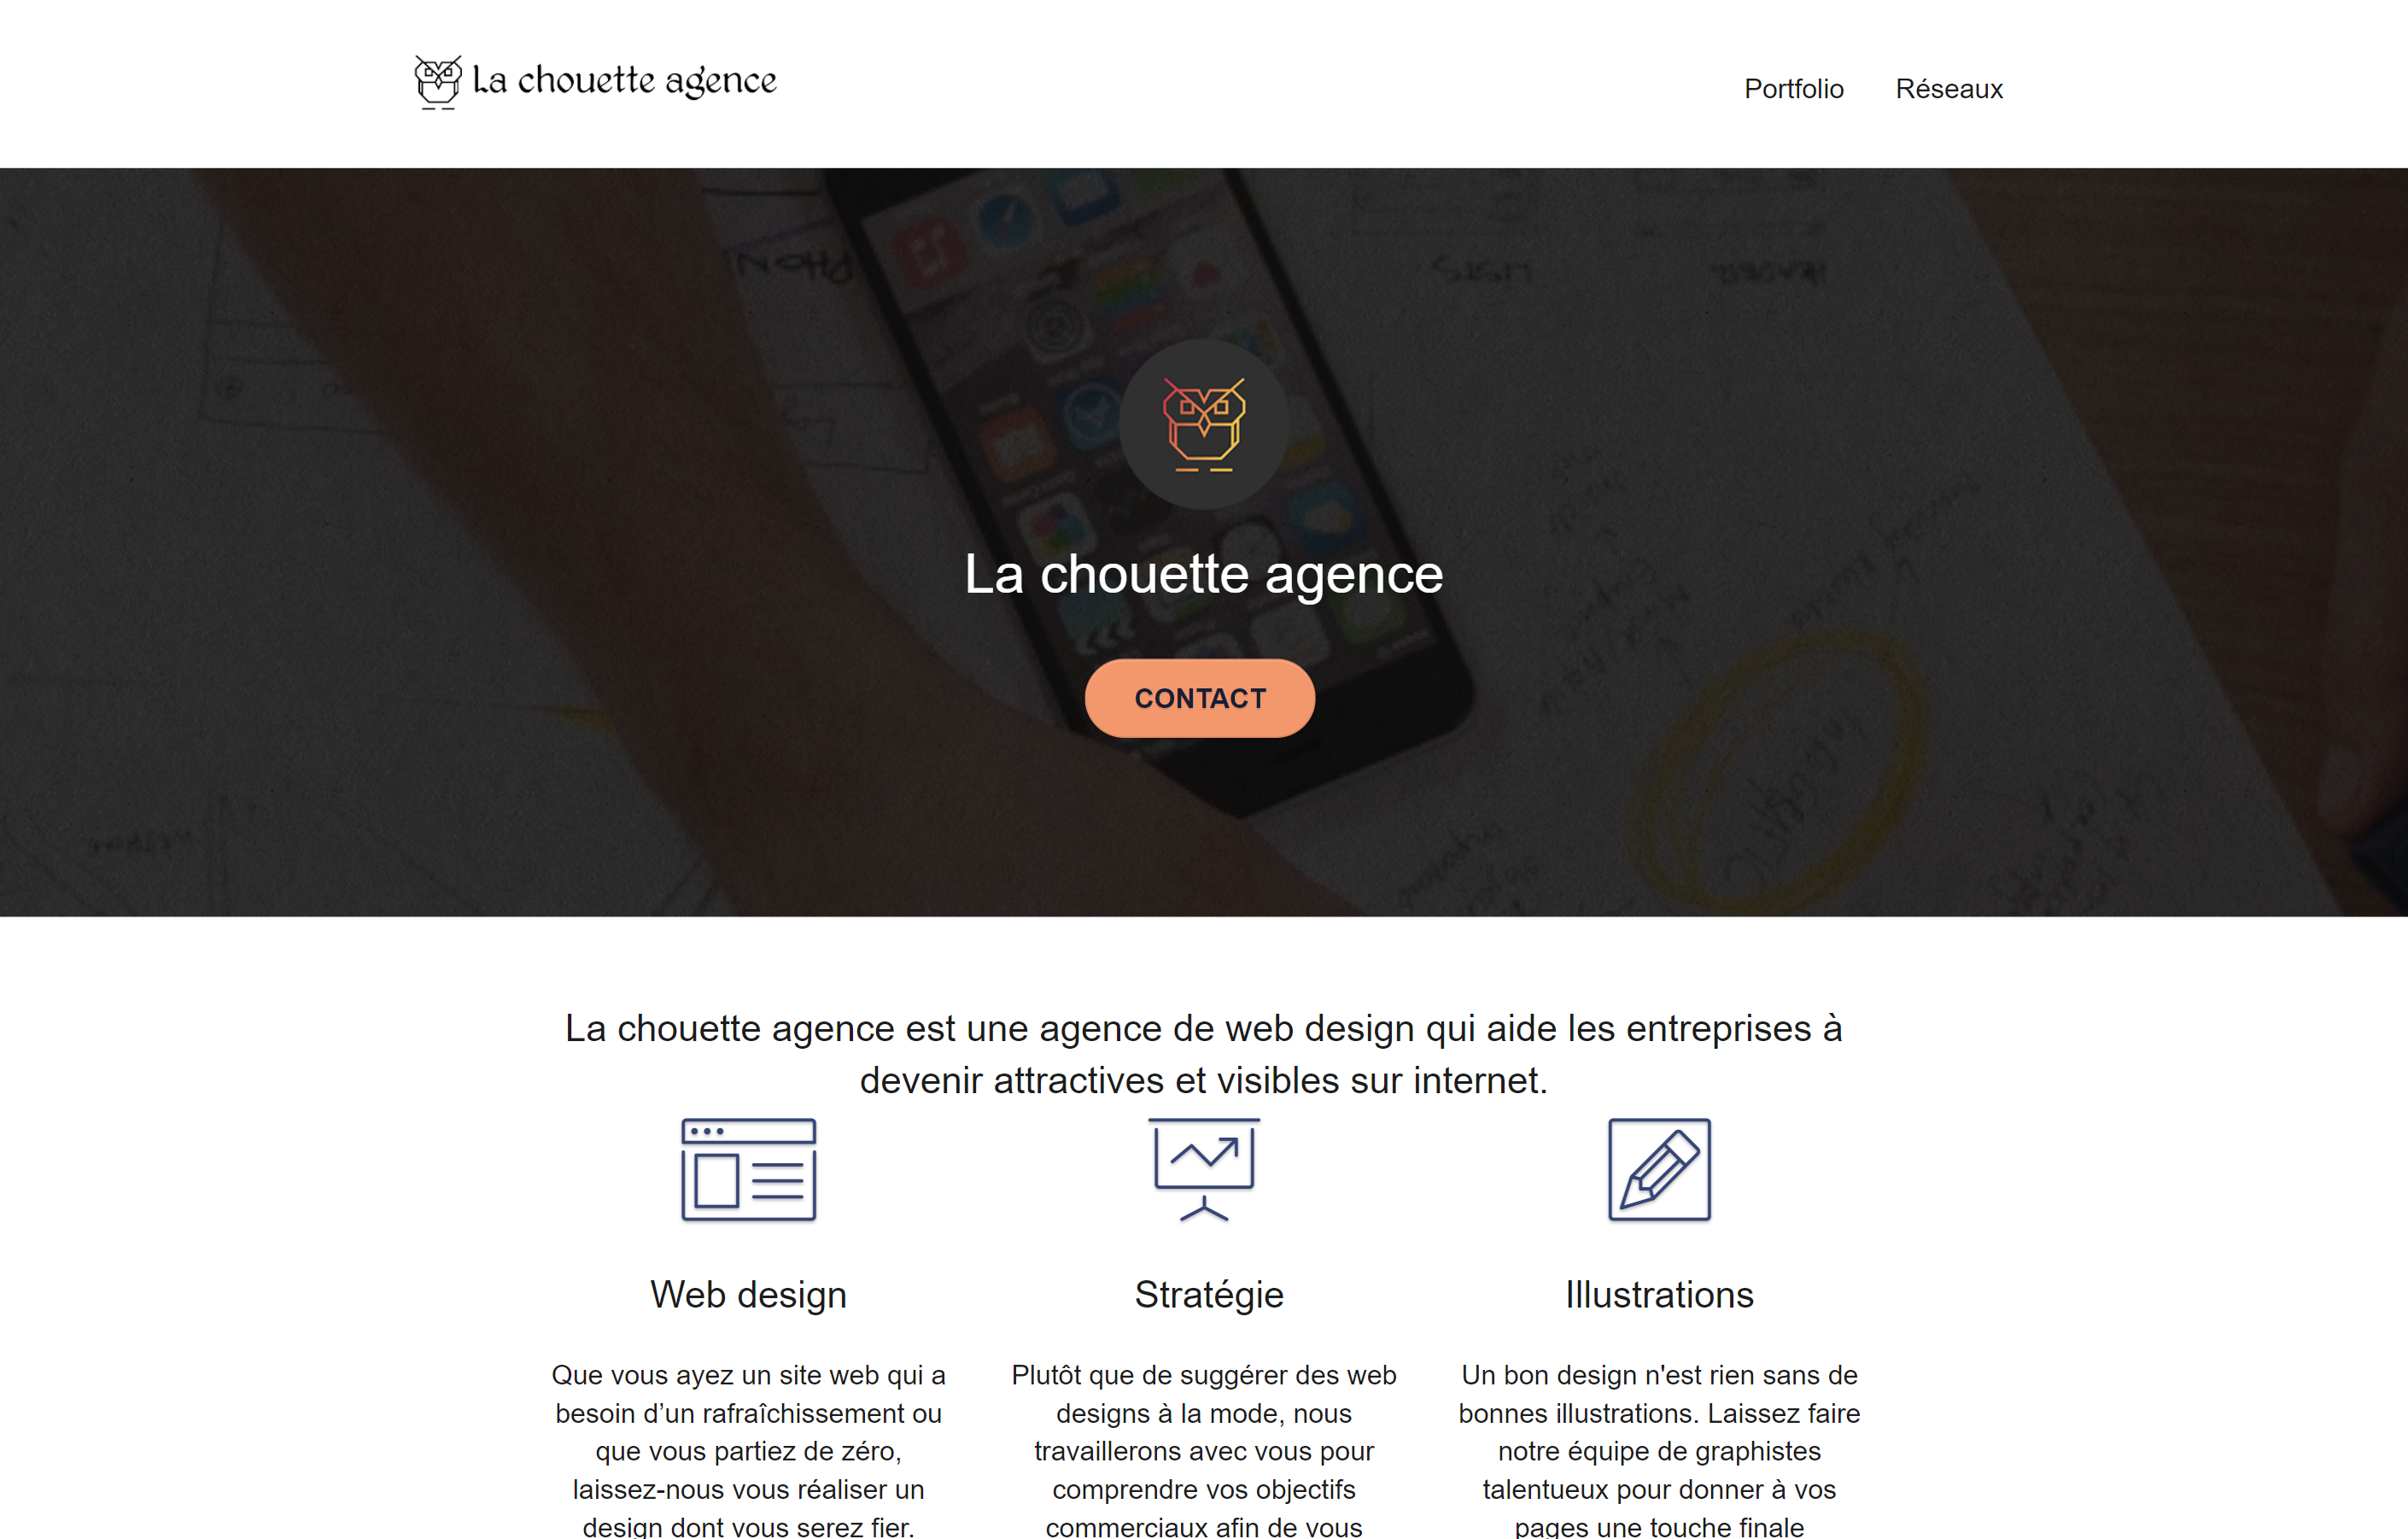 La chouette agence
Portfolio
Réseaux
La chouette agence
CONTACT
La chouette agence est une agence de web design qui aide les entreprises à
devenir attractives et visibles sur internet.
Web design
Que vous ayez un site web qui a
besoin d’un rafraîchissement ou
que vous partiez de zéro,
laissez-nous vous réaliser un
design dont vous serez fier.
Stratégie
Plutôt que de suggérer des web
designs à la mode, nous
travaillerons avec vous pour
comprendre vos objectifs
commerciaux afin de vous
Illustrations
Un bon design n'est rien sans de
bonnes illustrations. Laissez faire
notre équipe de graphistes
talentueux pour donner à vos
pages une touche finale